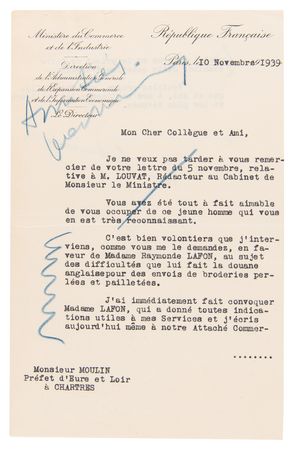 Ministère du Commerce
et de l'Industrie
Direction
de l'Administration Générale
de l'Expansion Commerciale
et de l'Information Economique
Le Directeur
République Française
Paris, le 10 Novembre 1939
Mon Cher Collègue et Ami,
Je ne veux pas tarder à vous remer-
cier de votre lettre du 5 novembre, rela-
tive à M. LOUVAT, Rédacteur au Cabinet de
Monsieur le Ministre.
Vous avez été tout à fait aimable
de vous occuper de ce jeune homme qui vous
en est très reconnaissant.
C'est bien volontiers que j'inter-
viens, comme vous me le demandez, en fa-
veur de Madame Raymonde LAFON, au sujet
des difficultés que lui fait la douane
anglaise pour des envois de broderies per-
lées et pailletées.
J'ai immédiatement fait convoquer
Madame LAFON, qui a donné toutes indica-
tions utiles à mes Services et j'écris
aujourd'hui même à notre Attaché Commer-
........
Monsieur MOULIN
Préfet d'Eure et Loir
à CHARTRES